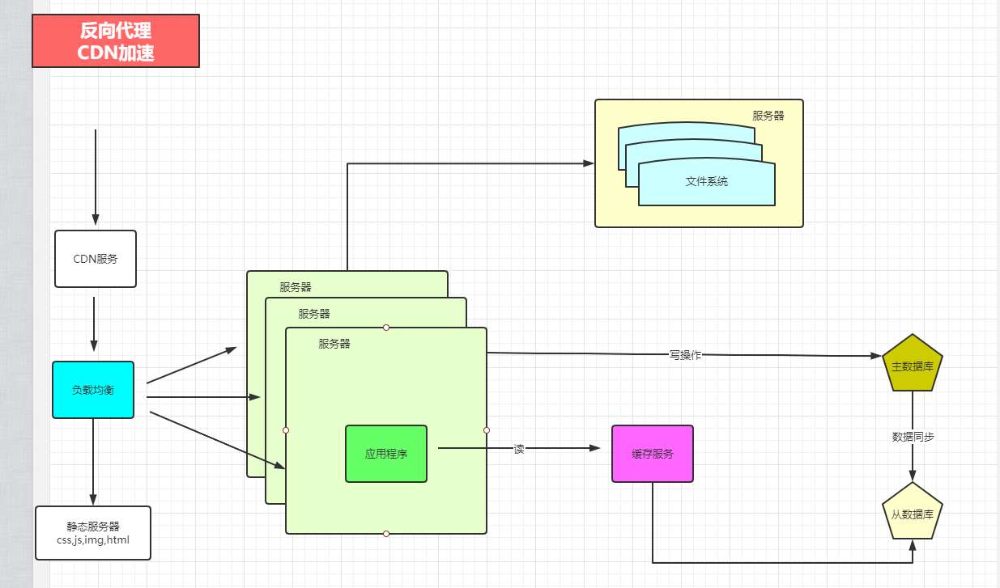 反向代理
CDN加速
服务器
文件系统
CDN服务
服务器
服务器
服务器
写操作
主数据库
负载均衡
数据同步
读
应用程序
缓存服务
从数据库
静态服务器
css,js,img,html